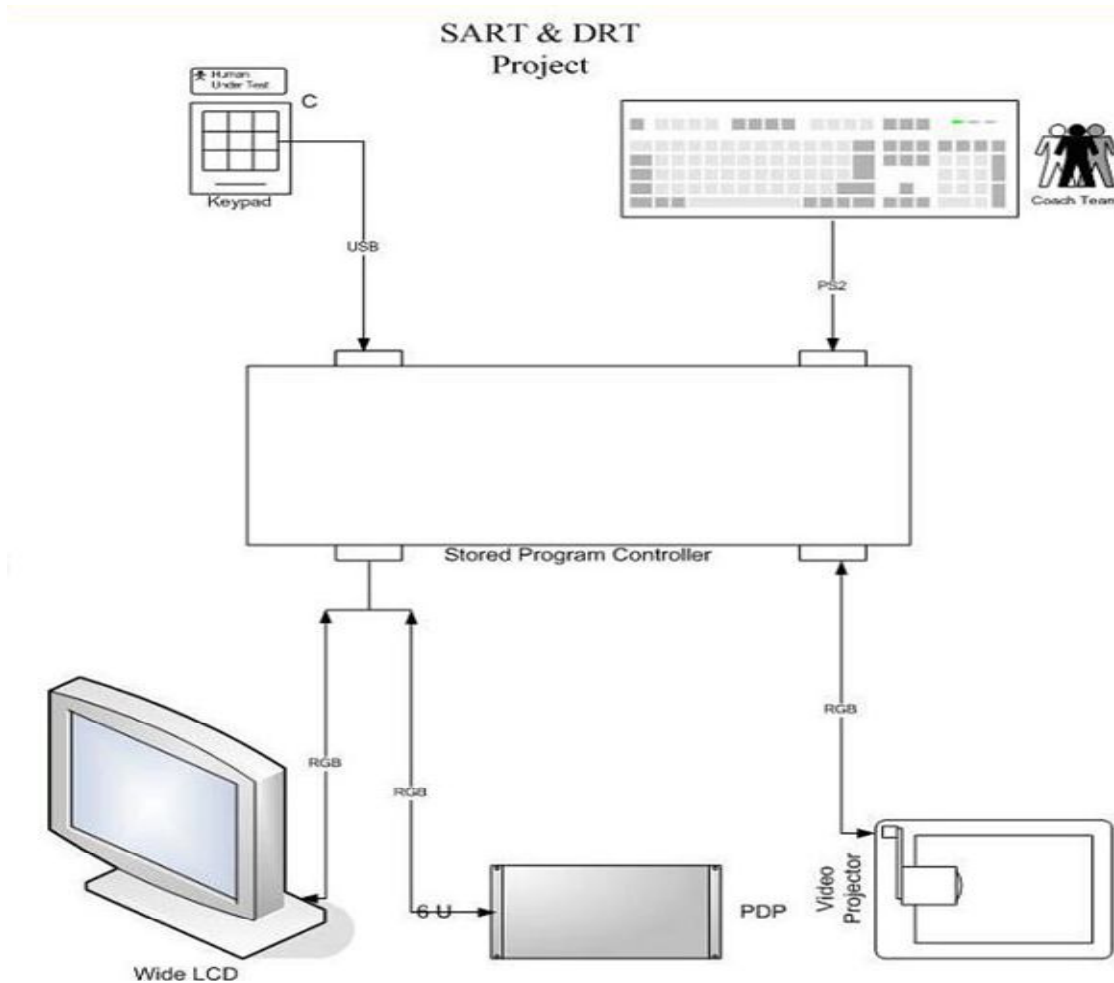 SART & DRT
Project
Human
Under Test
C
Keypad
Coach Team
USB
PS2
Stored Program Controller
RGB
RGB
RGB
6 U
PDP
Video
Projector
Wide LCD